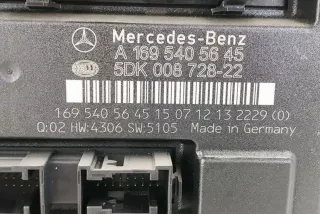 Mercedes-Benz
A 169 540 56 45
HELLA
5DK 008 728-22
169 540 56 45 15 07 12 13 2229 (0)
Q:02 HW:4306 SW:5105 Made in Germany